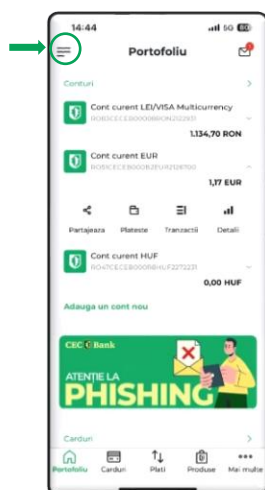 14:44
5G 60
Portofoliu
Conturi
Cont curent LEI/VISA Multicurrency
1.134,70 RON
Cont curent EUR
1,17 EUR
Partajeaza Plateste Tranzactii Detalii
Cont curent HUF
0,00 HUF
Adauga un cont nou
CEC Bank
ATENȚIE LA
PHISHING
Carduri
Portofoliu Carduri Plati Produse Mai multe